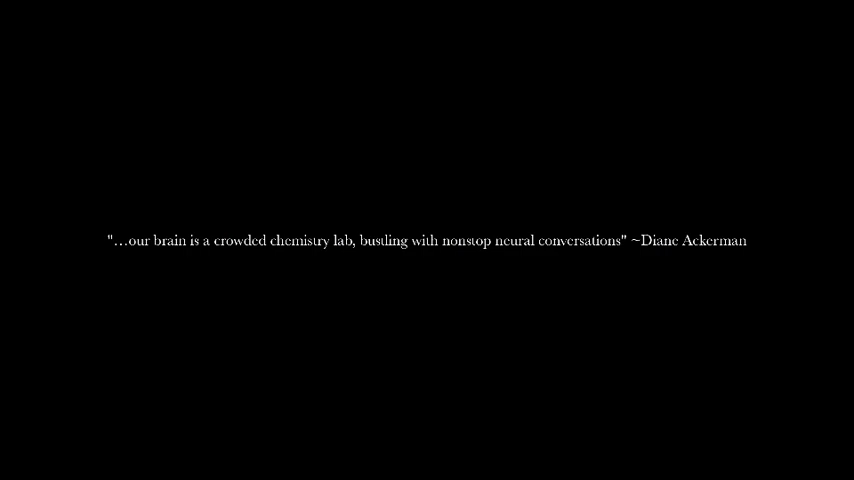 "...our brain is a crowded chemistry lab, bustling with nonstop neural conversations" ~Diane Ackerman